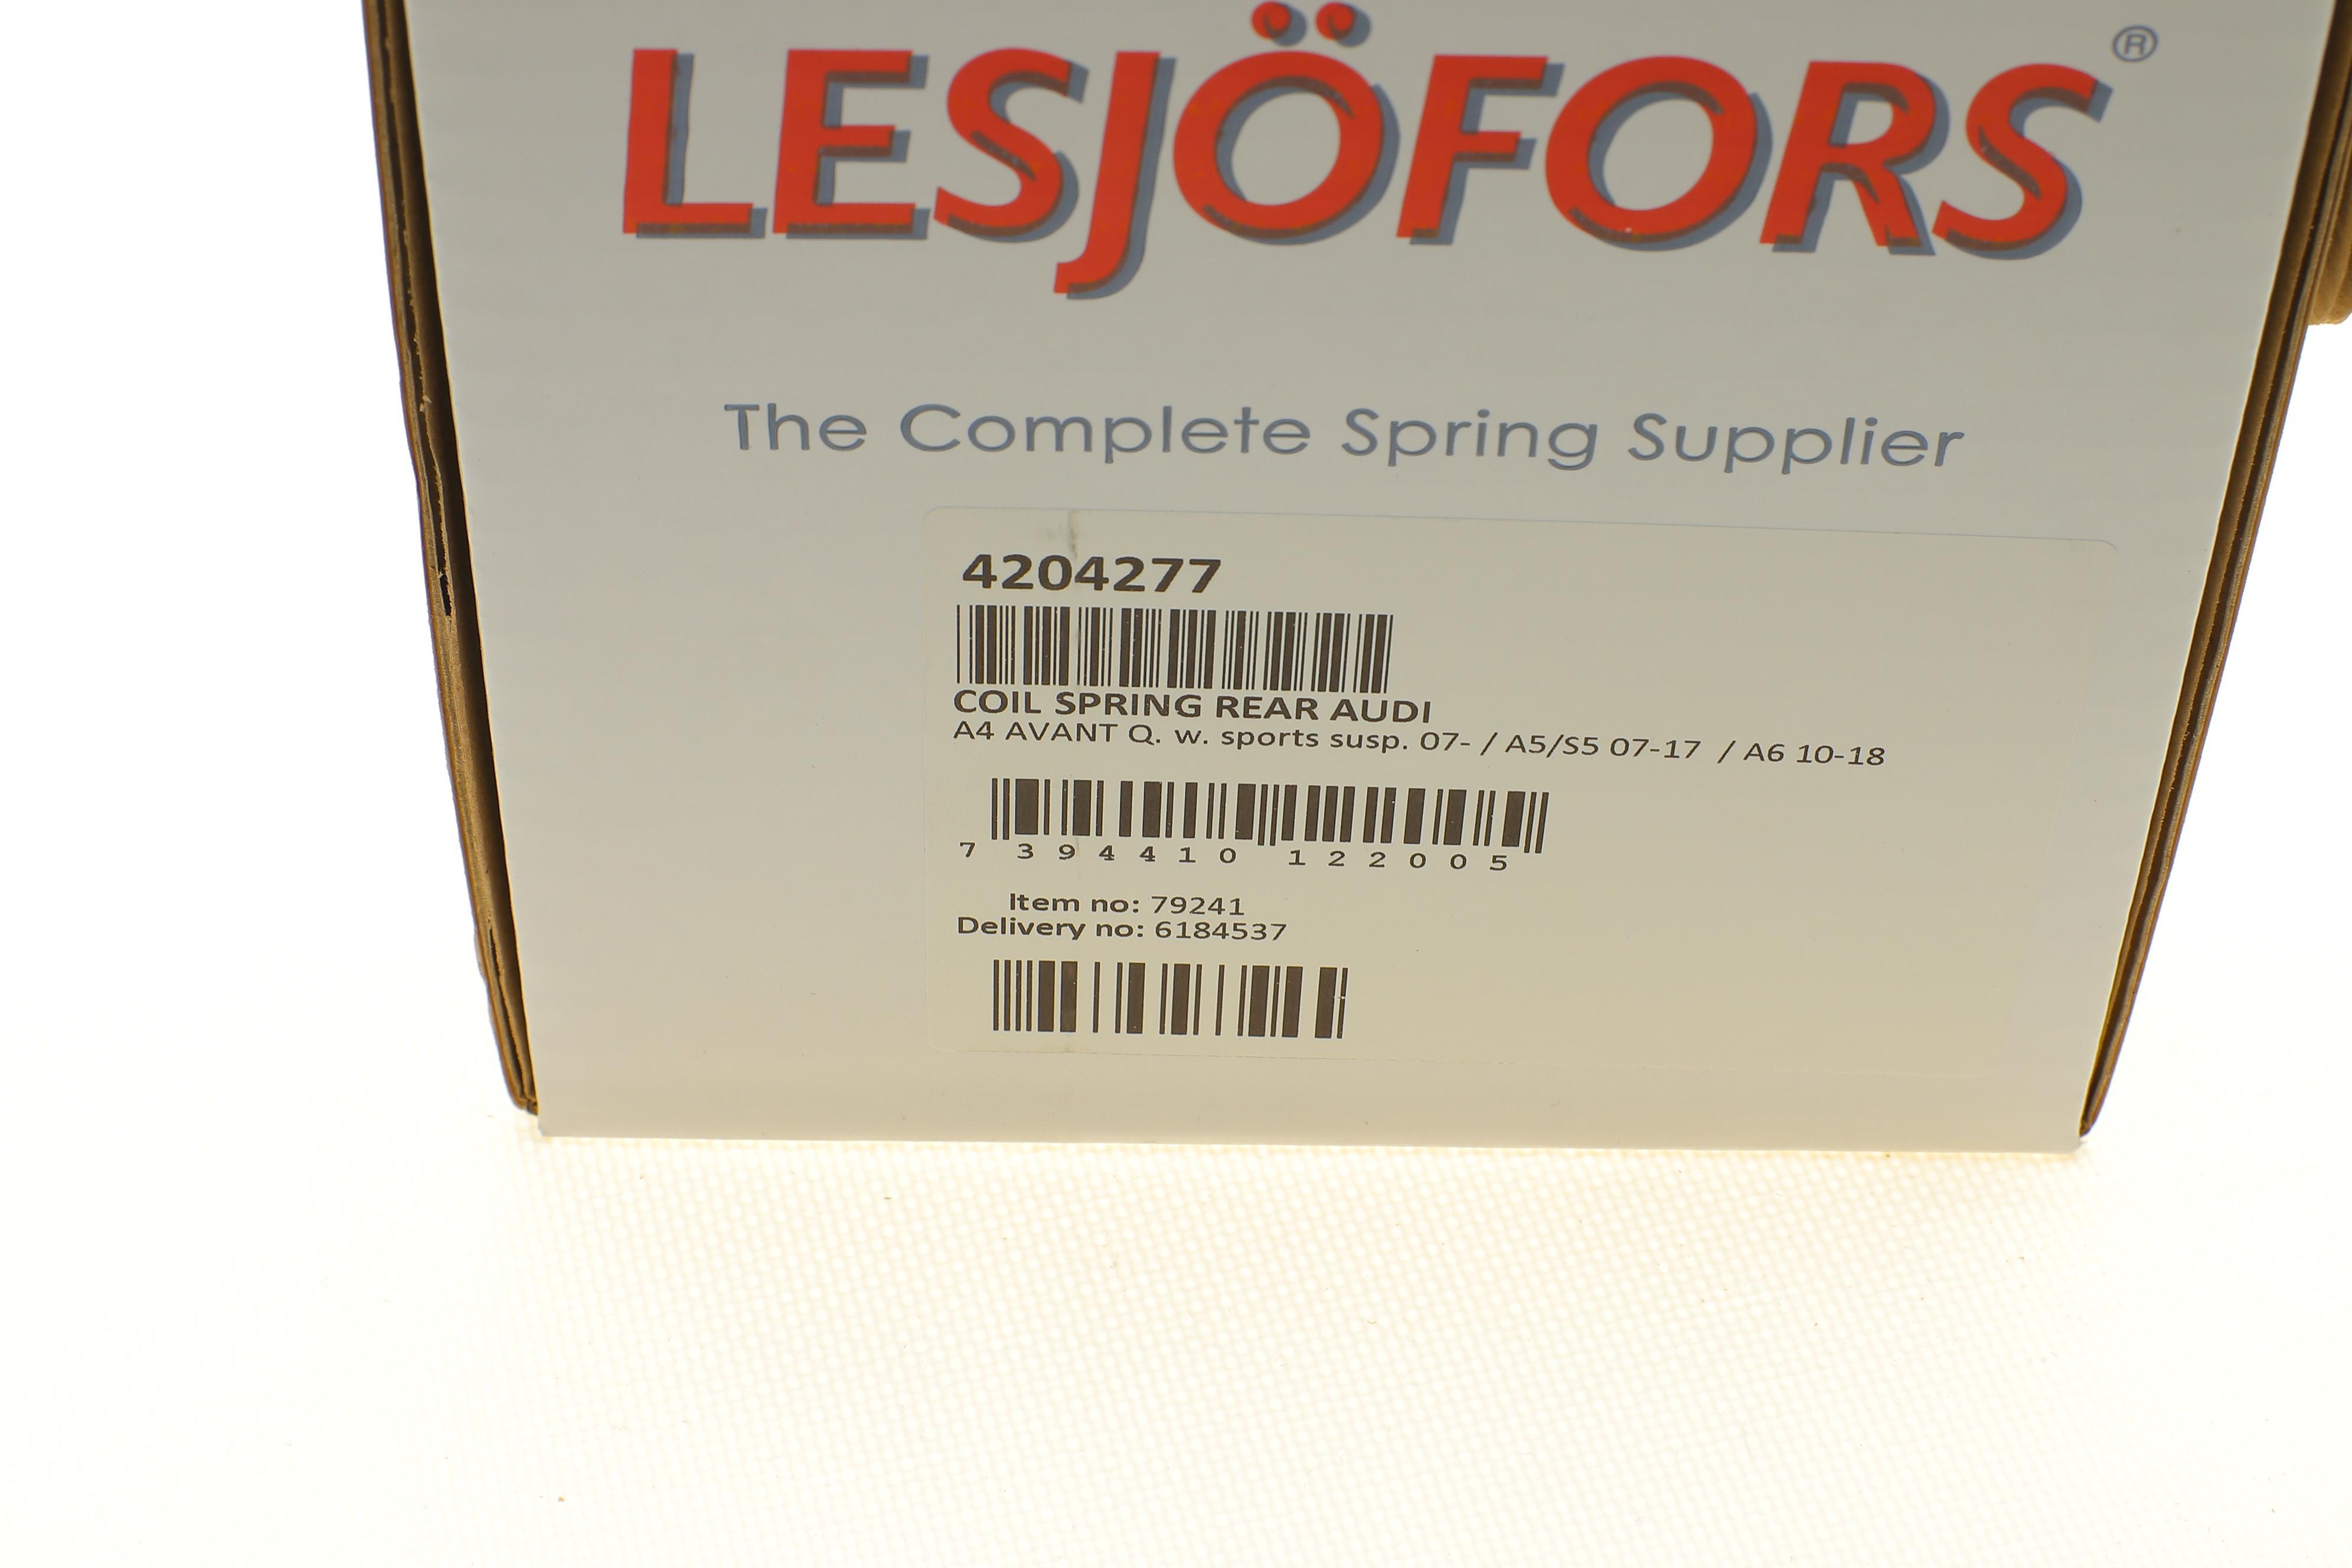 LESJÖFORS®
The Complete Spring Supplier
4204277
COIL SPRING REAR AUDI
A4 AVANT Q. w. sports susp. 07- / A5/S5 07-17 / A6 10-18
7 394410 122005
Item no: 79241
Delivery no: 6184537